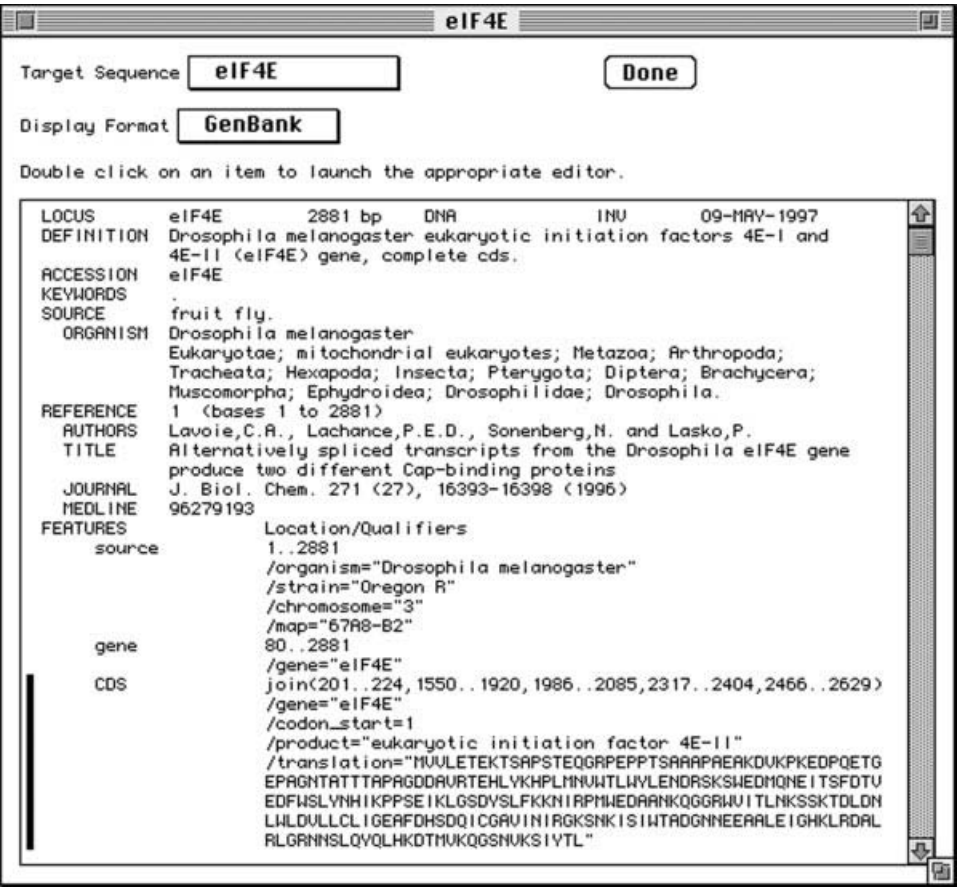 eIF4E
Target Sequence eIF4E Done
Display Format GenBank
Double click on an item to launch the appropriate editor.
LOCUS eIF4E 2881 bp DNA INV 09-MAY-1997
DEFINITION Drosophila melanogaster eukaryotic initiation factors 4E-I and
4E-II (eIF4E) gene, complete cds.
ACCESSION eIF4E
KEYWORDS .
SOURCE fruit fly.
ORGANISM Drosophila melanogaster
Eukaryotae; mitochondrial eukaryotes; Metazoa; Arthropoda;
Tracheata; Hexapoda; Insecta; Pterygota; Diptera; Brachycera;
Muscomorpha; Ephydroidea; Drosophilidae; Drosophila.
REFERENCE 1 (bases 1 to 2881)
AUTHORS Lavoie,C.A., Lachance,P.E.D., Sonenberg,N. and Lasko,P.
TITLE Alternatively spliced transcripts from the Drosophila eIF4E gene
produce two different Cap-binding proteins
JOURNAL J. Biol. Chem. 271 (27), 16393-16398 (1996)
MEDLINE 96279193
FEATURES Location/Qualifiers
source 1..2881
/organism="Drosophila melanogaster"
/strain="Oregon R"
/chromosome="3"
/map="67A8-B2"
gene 80..2881
/gene="eIF4E"
CDS join(201..224,1550..1920,1986..2085,2317..2404,2466..2629)
/gene="eIF4E"
/codon_start=1
/product="eukaryotic initiation factor 4E-II"
/translation="MVVLETEKTSAPSTEQGRPEPPTSAAAPAEAKDVKPKEDPQETG
EPAGNTATTTAPAGDDAVRTEHLYKHPLMNVWTLWYLENDRSKSWEDMQNEITSFDTV
EDFWSLYNHIKPPSEIKLGSDYSLFKKNIRPMWEDAANKQGGRWVITLNKSSKTDLDN
LWLDVLLCLIGEAFDHSDQICGAVINIRGKSNKISIWTADGNNEEAALEIGHKLRDAL
RLGRNNSLQYQLHKDTMVKQGSNVKSIYTL"